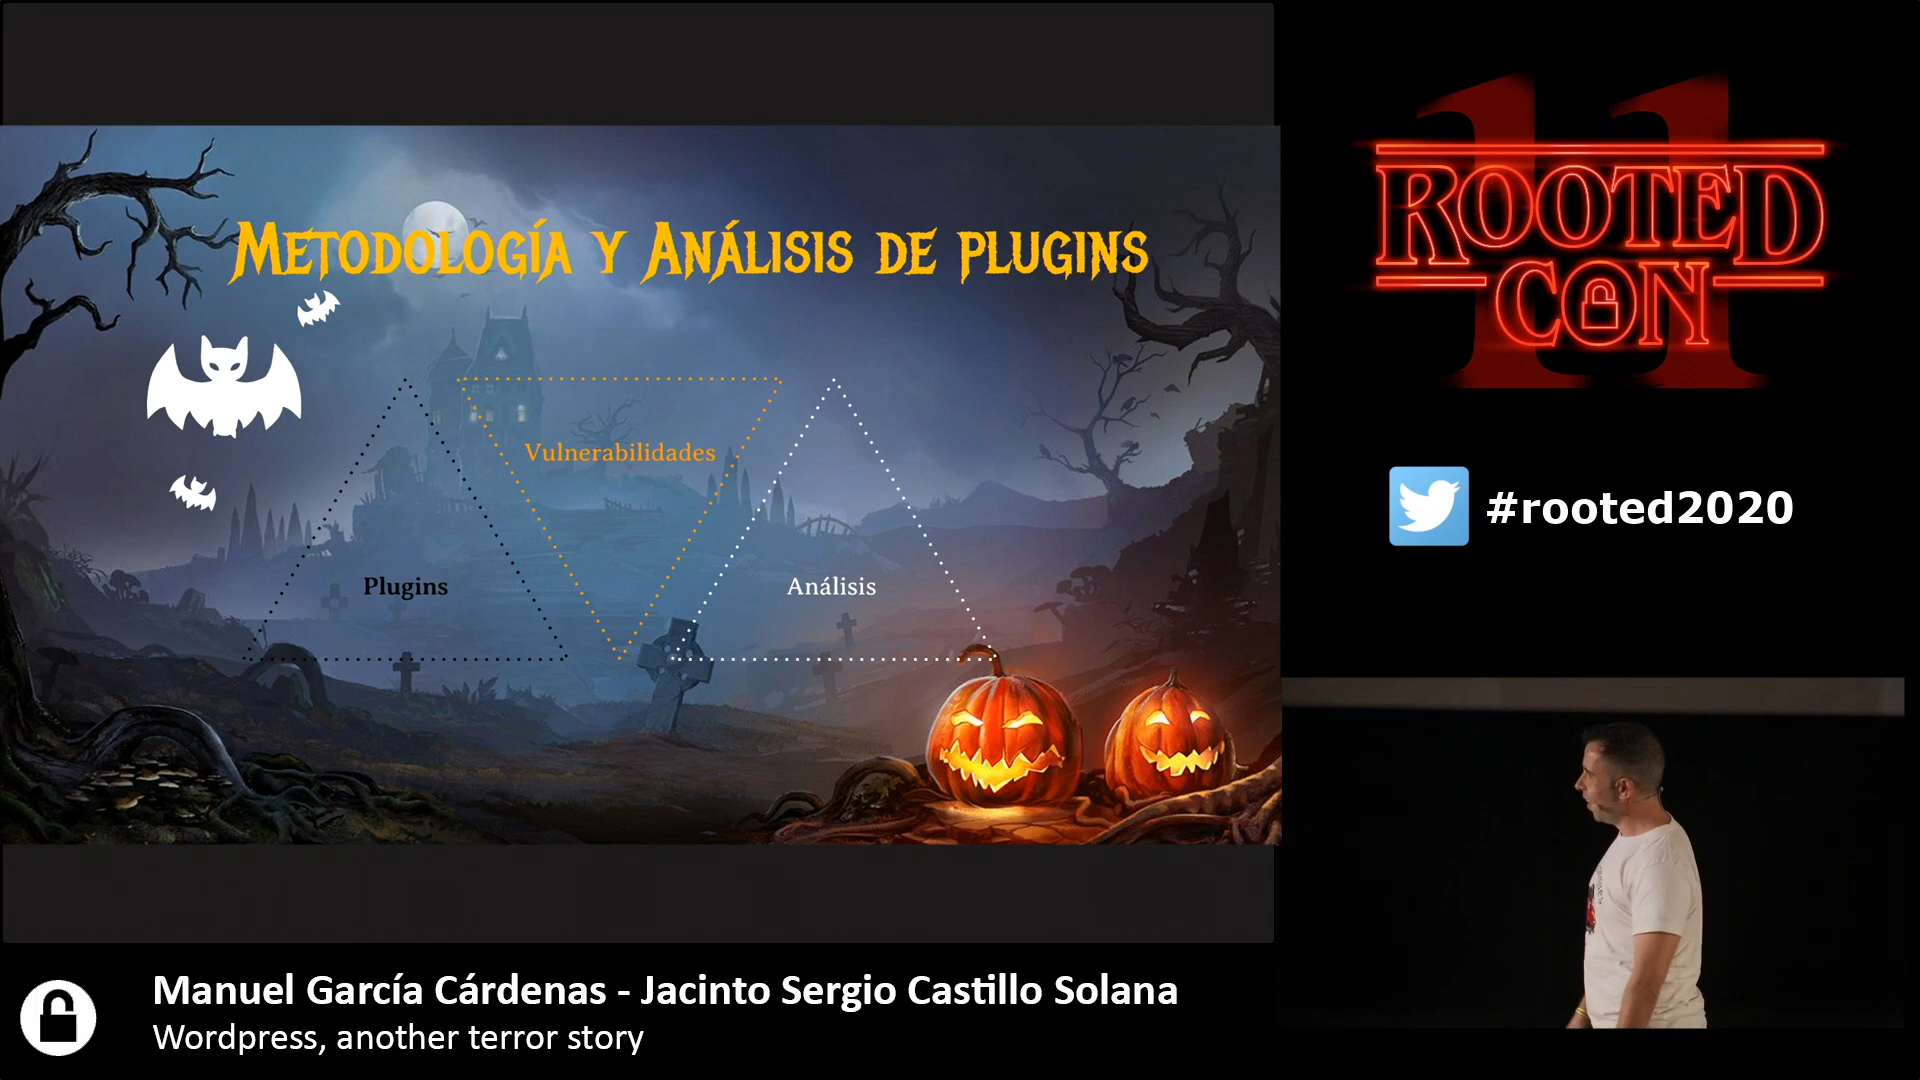 Metodología y Análisis de plugins
Vulnerabilidades
Plugins
Análisis
11
ROOTED
CON
#rooted2020
Manuel García Cárdenas - Jacinto Sergio Castillo Solana
Wordpress, another terror story